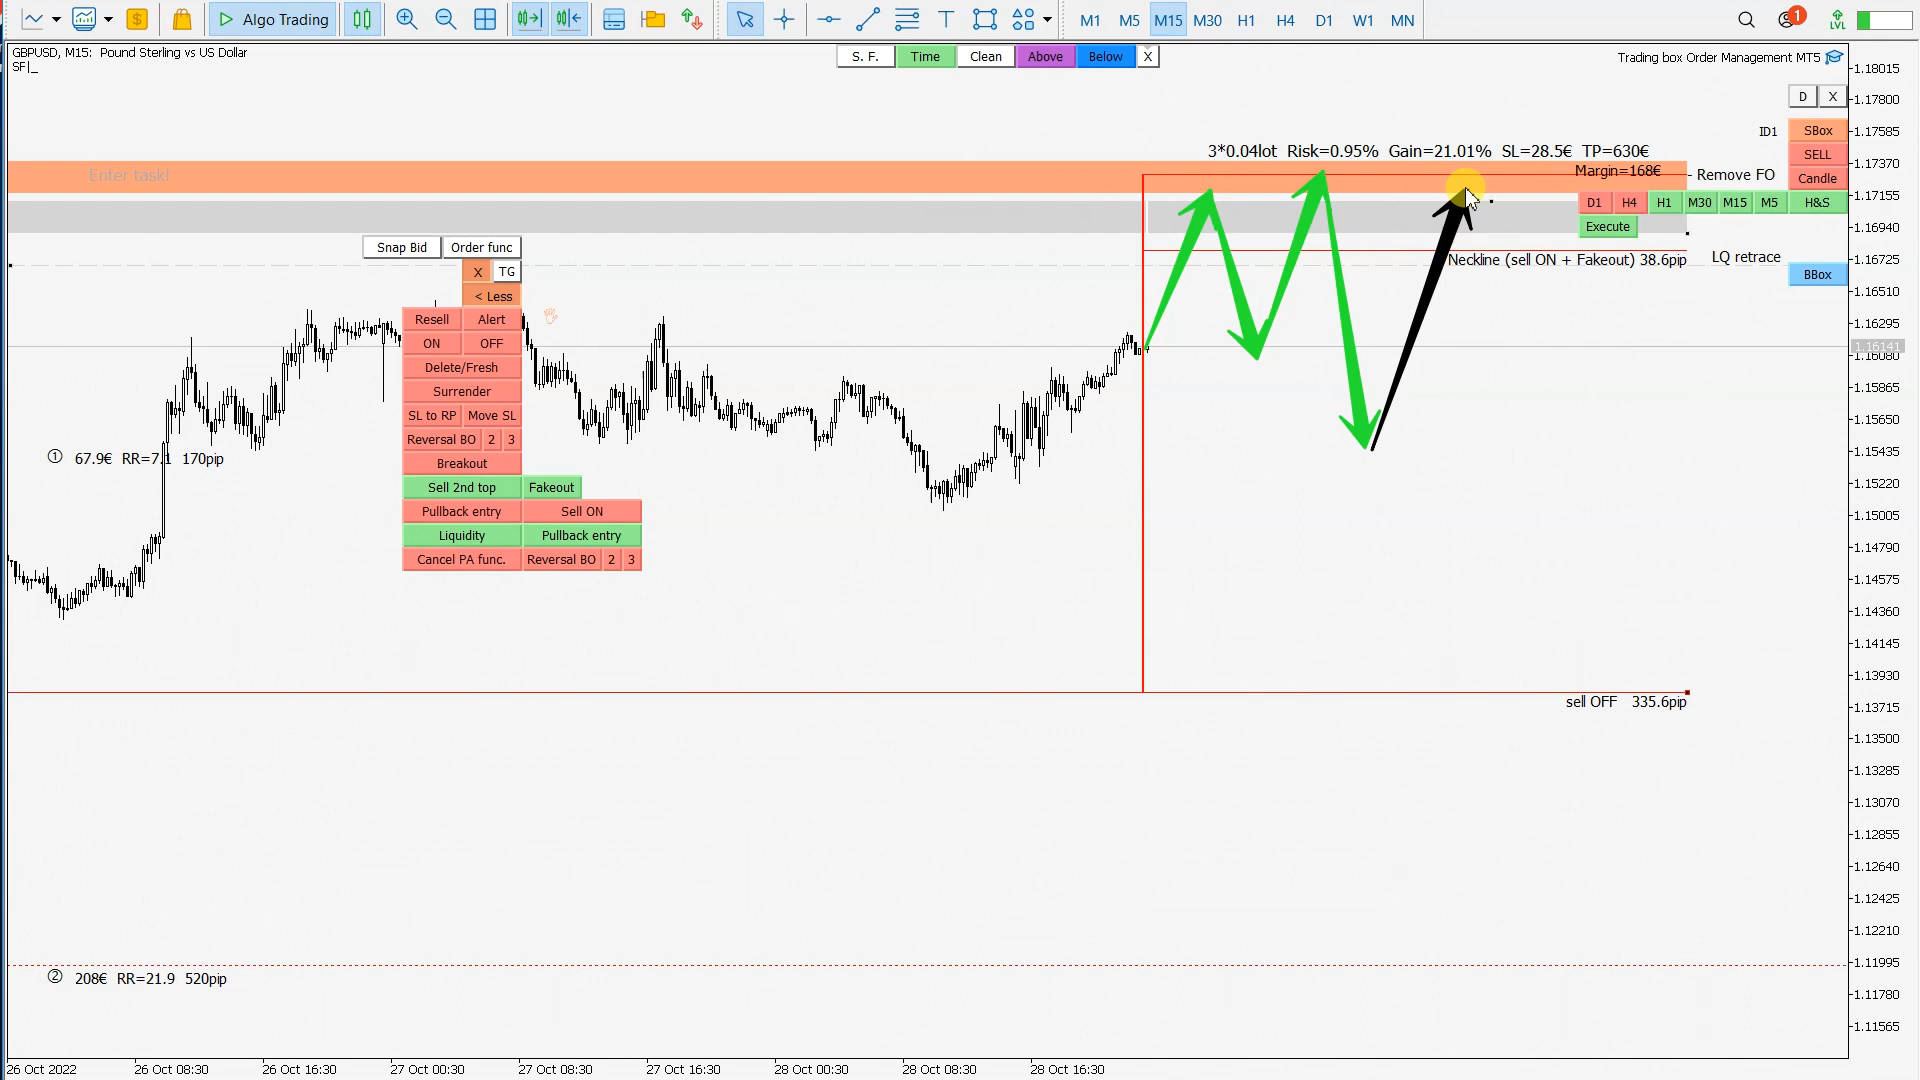 Algo Trading M1 M5 M15 M30 H1 H4 D1 W1 MN 1 LVL
GBPUSD, M15: Pound Sterling vs US Dollar
SF|_
S. F. Time Clean Above Below X
Trading box Order Management MT5
1.18015
D X
1.17800
ID1 SBox
1.17585
3*0.04lot Risk=0.95% Gain=21.01% SL=28.5€ TP=630€
SELL
1.17370
Enter task!
Margin=168€
- Remove FO
Candle
1.17155
D1 H4 H1 M30 M15 M5 H&S
Execute
1.16940
Snap Bid Order func
Neckline (sell ON + Fakeout) 38.6pip
LQ retrace
1.16725
X TG
BBox
1.16510
< Less
Resell Alert
1.16295
ON OFF
1.16141
1.16080
Delete/Fresh
1.15865
Surrender
SL to RP Move SL
1.15650
Reversal BO 2 3
1.15435
① 67.9€ RR=7.1 170pip
Breakout
Sell 2nd top Fakeout
1.15220
Pullback entry Sell ON
1.15005
Liquidity Pullback entry
1.14790
Cancel PA func. Reversal BO 2 3
1.14575
1.14360
1.14145
1.13930
sell OFF 335.6pip
1.13715
1.13500
1.13285
1.13070
1.12855
1.12640
1.12425
1.12210
1.11995
② 208€ RR=21.9 520pip
1.11780
1.11565
26 Oct 2022 26 Oct 08:30 26 Oct 16:30 27 Oct 00:30 27 Oct 08:30 27 Oct 16:30 28 Oct 00:30 28 Oct 08:30 28 Oct 16:30